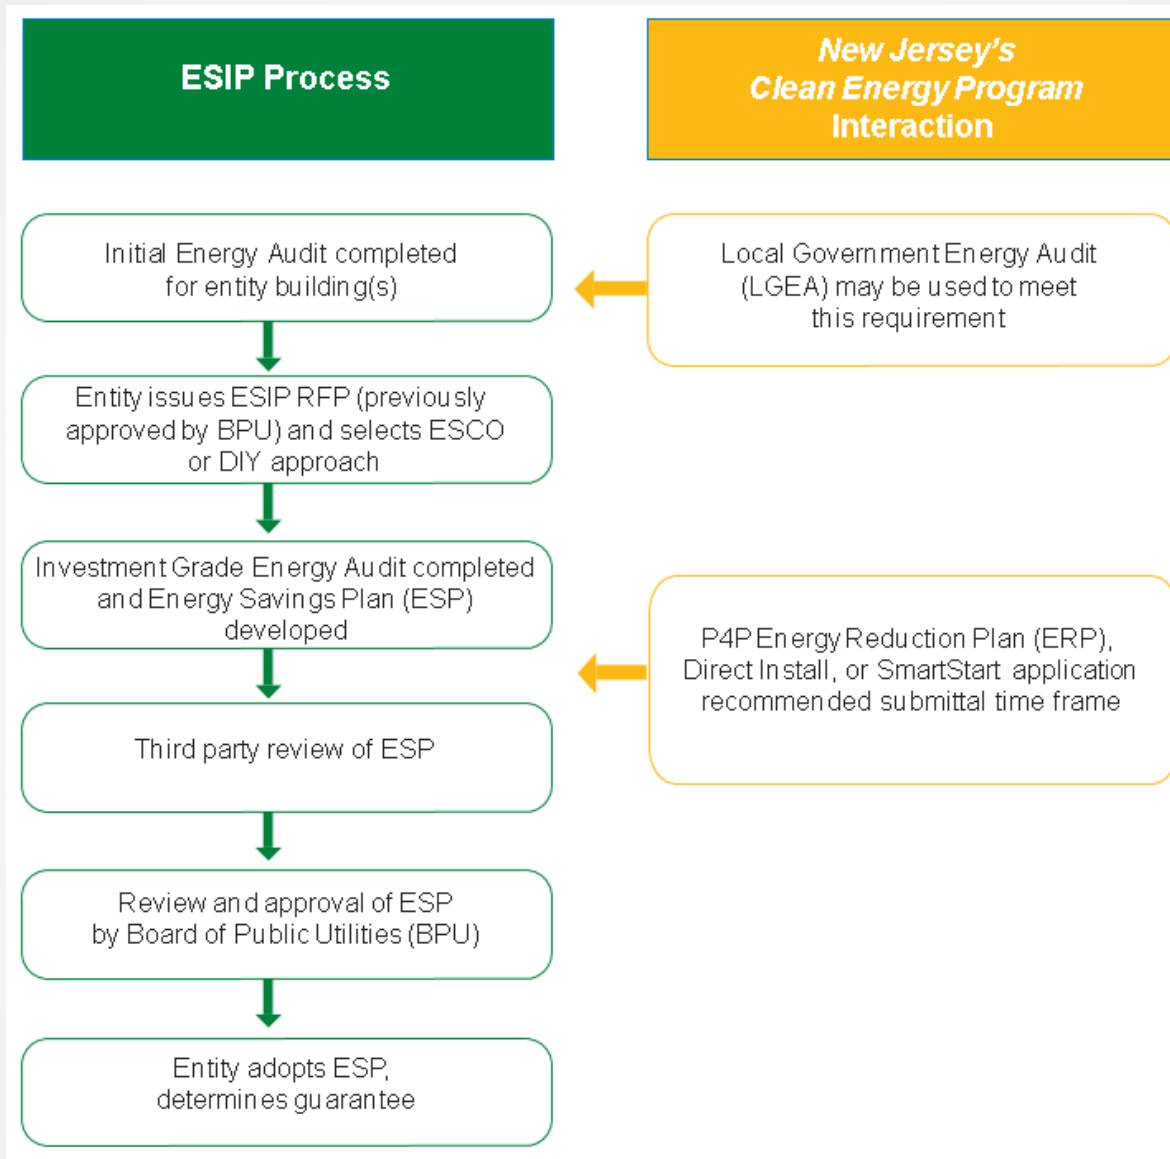 ESIP Process
New Jersey's
Clean Energy Program
Interaction
Initial Energy Audit completed
for entity building(s)
Local Government Energy Audit
(LGEA) may be used to meet
this requirement
Entity issues ESIP RFP (previously
approved by BPU) and selects ESCO
or DIY approach
Investment Grade Energy Audit completed
and Energy Savings Plan (ESP)
developed
P4P Energy Reduction Plan (ERP),
Direct Install, or SmartStart application
recommended submittal time frame
Third party review of ESP
Review and approval of ESP
by Board of Public Utilities (BPU)
Entity adopts ESP,
determines guarantee